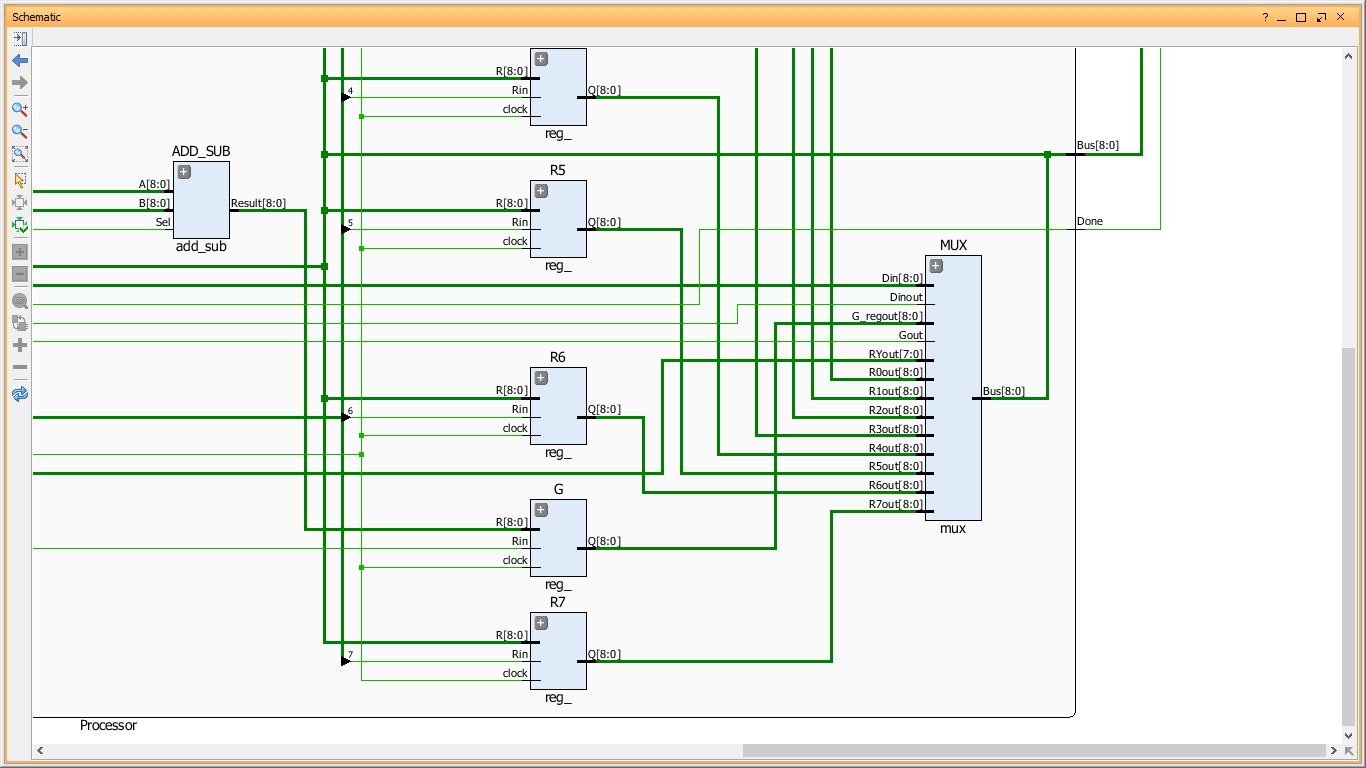 Schematic
?
R[8:0]
4
Rin
Q[8:0]
clock
reg_
Bus[8:0]
ADD_SUB
A[8:0]
B[8:0]
Result[8:0]
Sel
add_sub
R5
R[8:0]
5
Rin
Q[8:0]
clock
reg_
Done
MUX
Din[8:0]
Dinout
G_regout[8:0]
Gout
RYout[7:0]
R0out[8:0]
R1out[8:0]
R2out[8:0]
R3out[8:0]
R4out[8:0]
R5out[8:0]
R6out[8:0]
R7out[8:0]
Bus[8:0]
mux
R6
R[8:0]
6
Rin
Q[8:0]
clock
reg_
G
R[8:0]
Rin
Q[8:0]
clock
reg_
R7
R[8:0]
7
Rin
Q[8:0]
clock
reg_
Processor